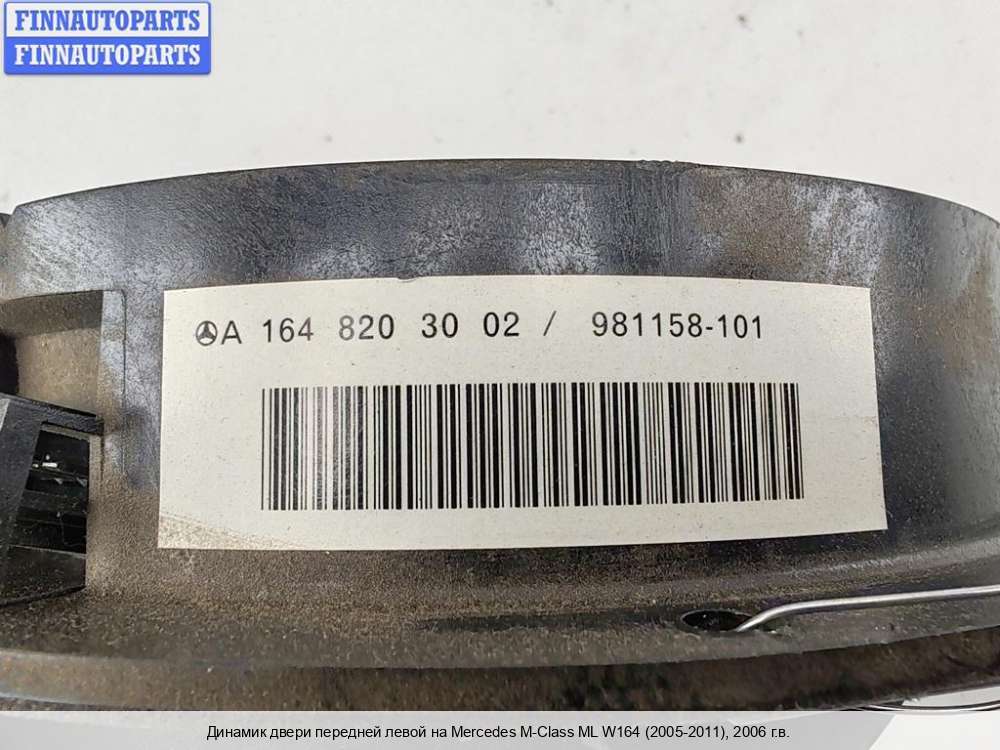 FINNAUTOPARTS
FINNAUTOPARTS
A 164 820 30 02 / 981158-101
Динамик двери передней левой на Mercedes M-Class ML W164 (2005-2011), 2006 г.в.